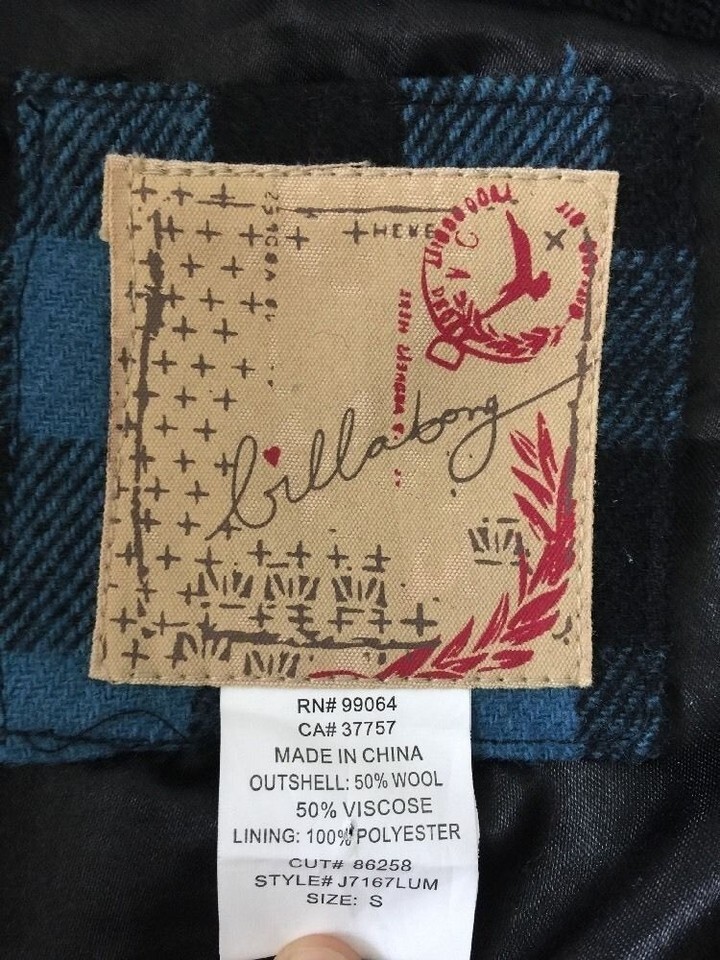 HERE
billabong
RN# 99064
CA# 37757
MADE IN CHINA
OUTSHELL: 50% WOOL
50% VISCOSE
LINING: 100% POLYESTER
CUT# 86258
STYLE# J7167LUM
SIZE: S